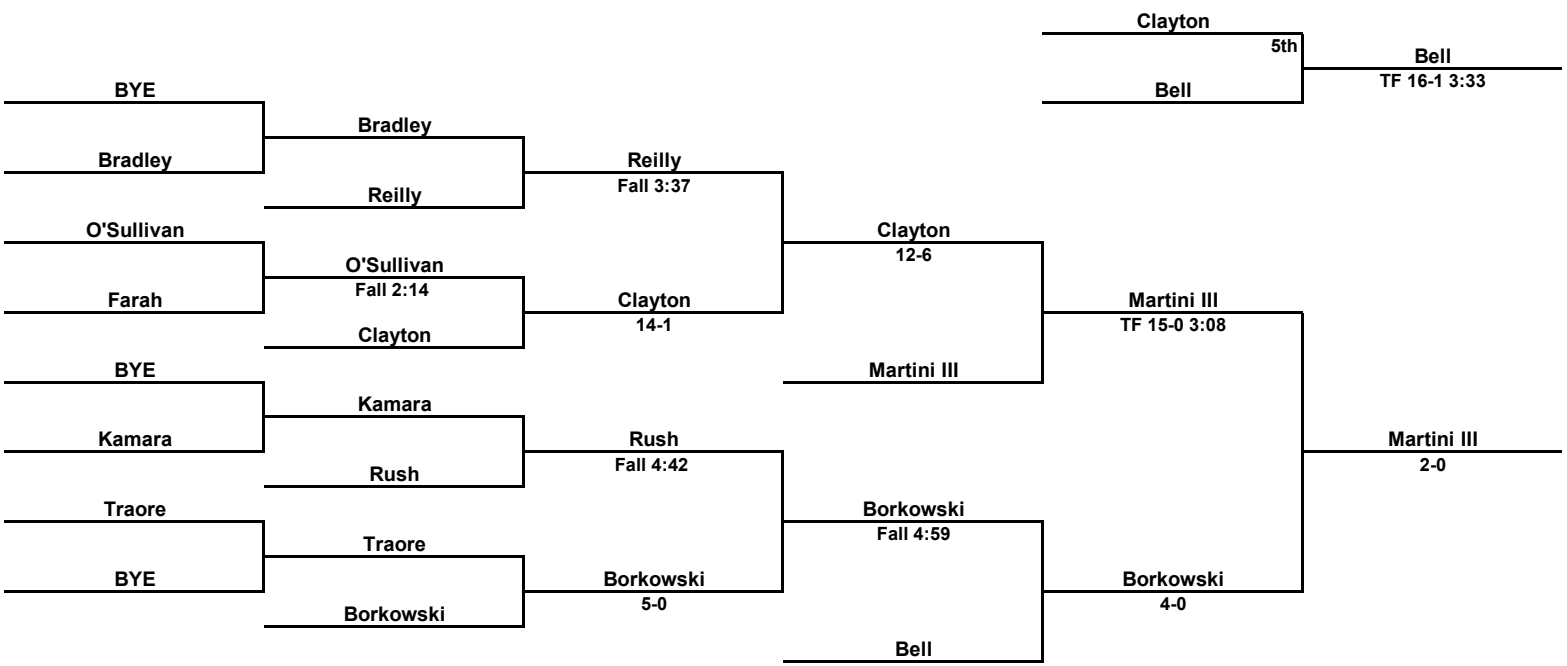 Clayton
5th
Bell
TF 16-1 3:33
Bell
BYE
Bradley
Bradley
Reilly
Fall 3:37
Reilly
O'Sullivan
Clayton
12-6
O'Sullivan
Fall 2:14
Farah
Clayton
14-1
Martini III
TF 15-0 3:08
Clayton
BYE
Martini III
Kamara
Kamara
Rush
Fall 4:42
Martini III
2-0
Rush
Traore
Borkowski
Fall 4:59
Traore
BYE
Borkowski
5-0
Borkowski
4-0
Borkowski
Bell